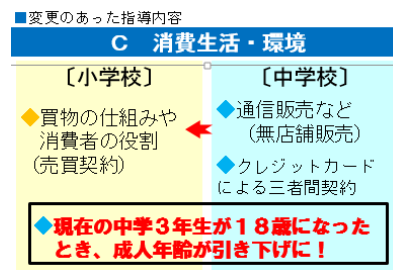 ■変更のあった指導内容
C 消費生活・環境
〔小学校〕
◆買物の仕組みや
消費者の役割
(売買契約)
〔中学校〕
◆通信販売など
（無店舗販売）
◆クレジットカード
による三者間契約
◆現在の中学３年生が１８歳になった
とき、成人年齢が引き下げに！